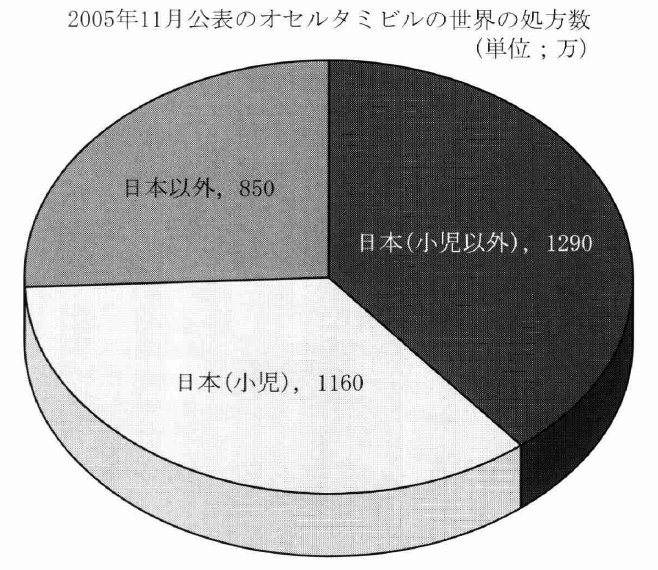 2005年11月公表のオセルタミビルの世界の処方数
(単位；万)
日本以外，850
日本(小児以外)，1290
日本(小児)，1160